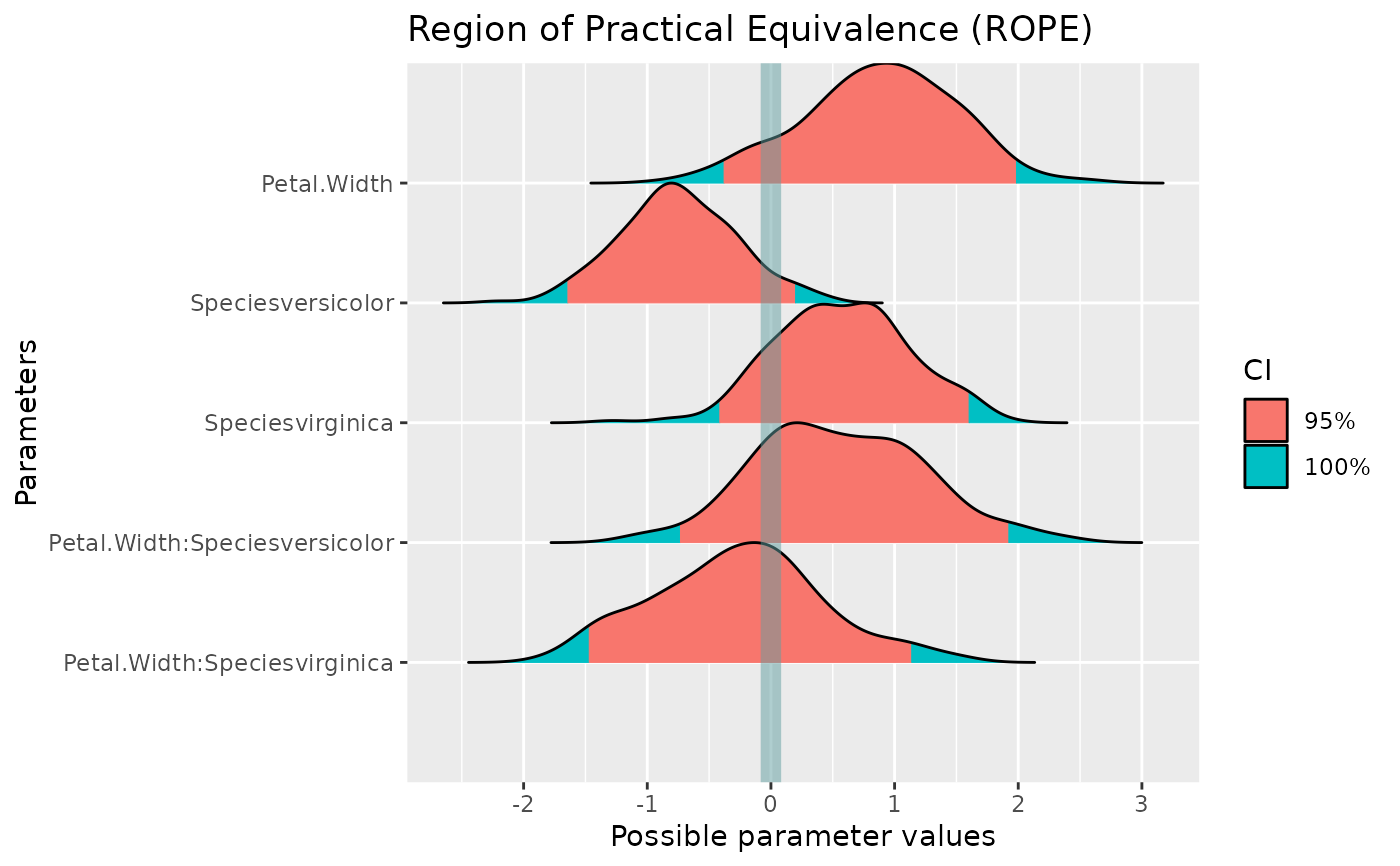 Region of Practical Equivalence (ROPE)
Parameters
Petal.Width
Speciesversicolor
Speciesvirginica
Petal.Width:Speciesversicolor
Petal.Width:Speciesvirginica
-2 -1 0 1 2 3
Possible parameter values
CI
95%
100%